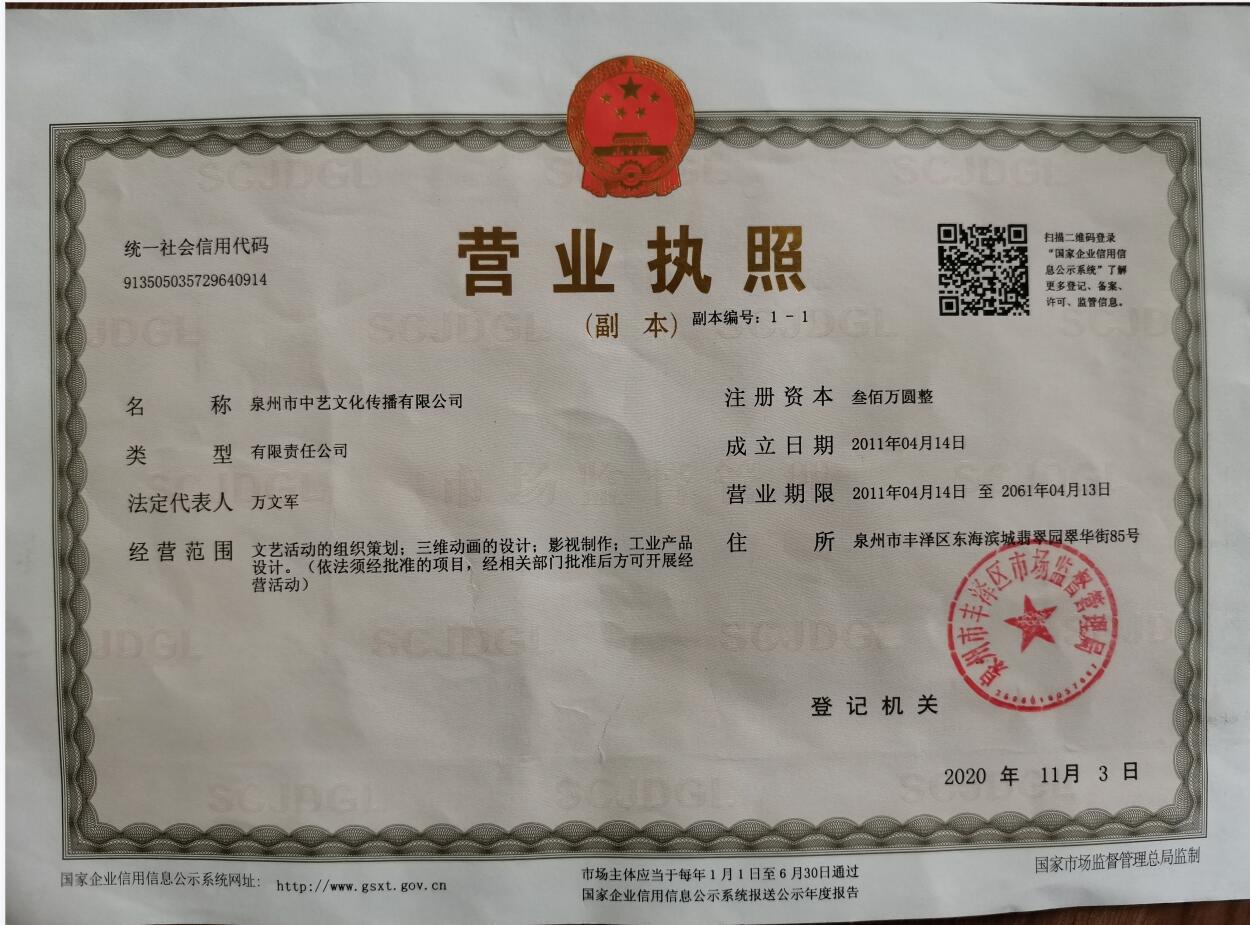 统一社会信用代码
913505035729640914
营业执照
(副 本) 副本编号：1-1
扫描二维码登录
“国家企业信用信
息公示系统”了解
更多登记、备案、
许可、监管信息。
名 称 泉州市中艺文化传播有限公司
类 型 有限责任公司
法定代表人 万文军
经营范围 文艺活动的组织策划；三维动画的设计；影视制作；工业产品
设计。（依法须经批准的项目，经相关部门批准后方可开展经
营活动）
注册资本 叁佰万圆整
成立日期 2011年04月14日
营业期限 2011年04月14日 至 2061年04月13日
住 所 泉州市丰泽区东海滨城翡翠园翠华街85号
泉州市丰泽区市场监督管理局
登记机关
2020 年 11月 3 日
国家企业信用信息公示系统网址： http://www.gsxt.gov.cn
市场主体应当于每年1月1日至6月30日通过
国家企业信用信息公示系统报送公示年度报告
国家市场监督管理总局监制